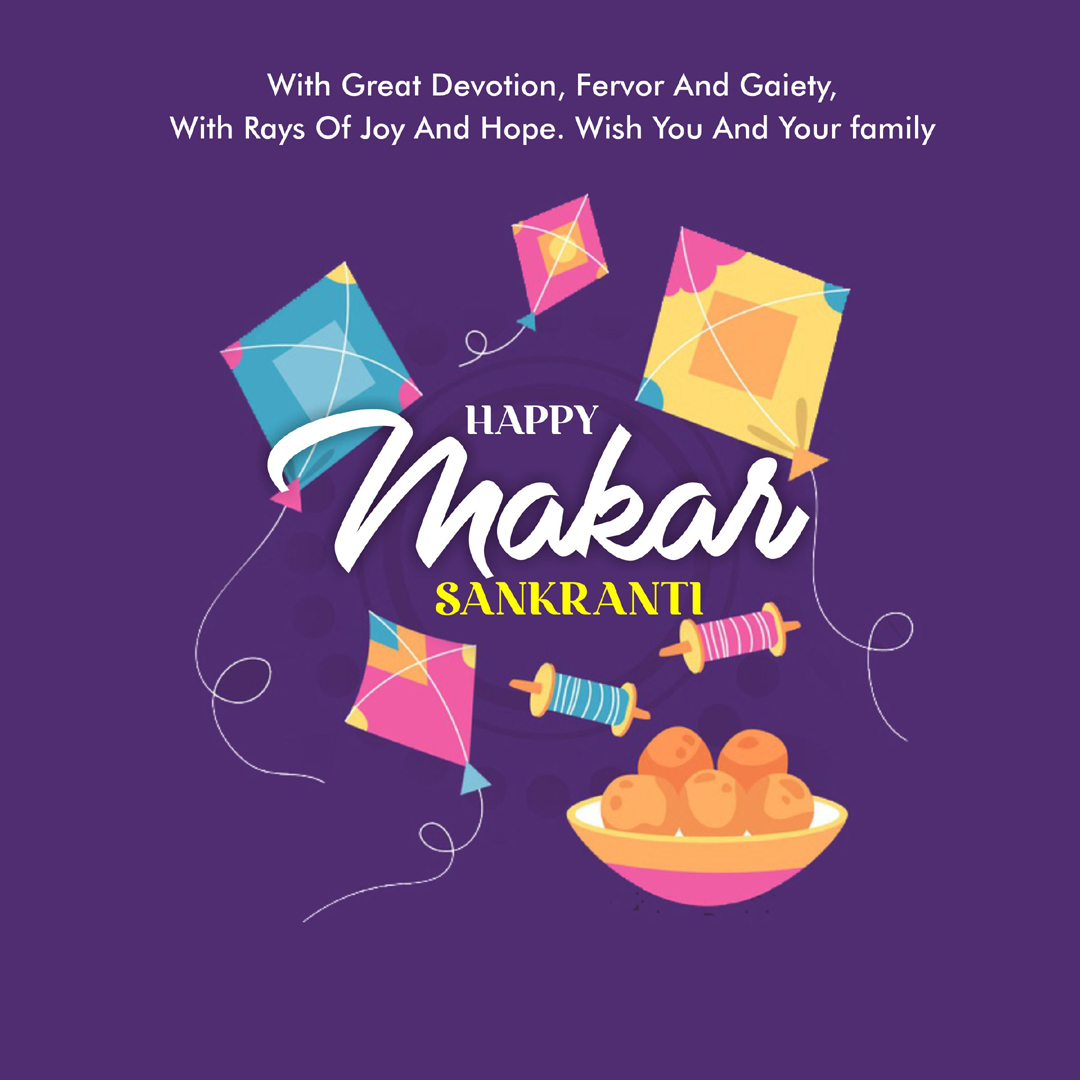 With Great Devotion, Fervor And Gaiety,
With Rays Of Joy And Hope. Wish You And Your family
HAPPY
Makar
SANKRANTI